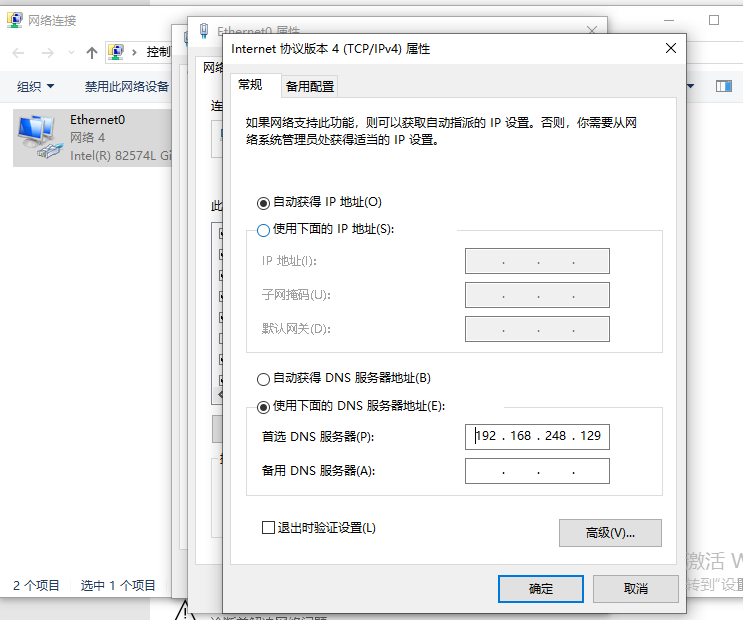 网络连接
Ethernet0 属性
Internet 协议版本 4 (TCP/IPv4) 属性
控制
组织
禁用此网络设备
网络
常规
备用配置
Ethernet0
网络 4
Intel(R) 82574L Gi
如果网络支持此功能，则可以获取自动指派的 IP 设置。否则，你需要从网
络系统管理员处获得适当的 IP 设置。
此
自动获得 IP 地址(O)
使用下面的 IP 地址(S):
IP 地址(I):
子网掩码(U):
默认网关(D):
自动获得 DNS 服务器地址(B)
使用下面的 DNS 服务器地址(E):
首选 DNS 服务器(P):
192 . 168 . 248 . 129
备用 DNS 服务器(A):
退出时验证设置(L)
高级(V)...
确定
取消
2 个项目
选中 1 个项目
激活 W
转到"设置